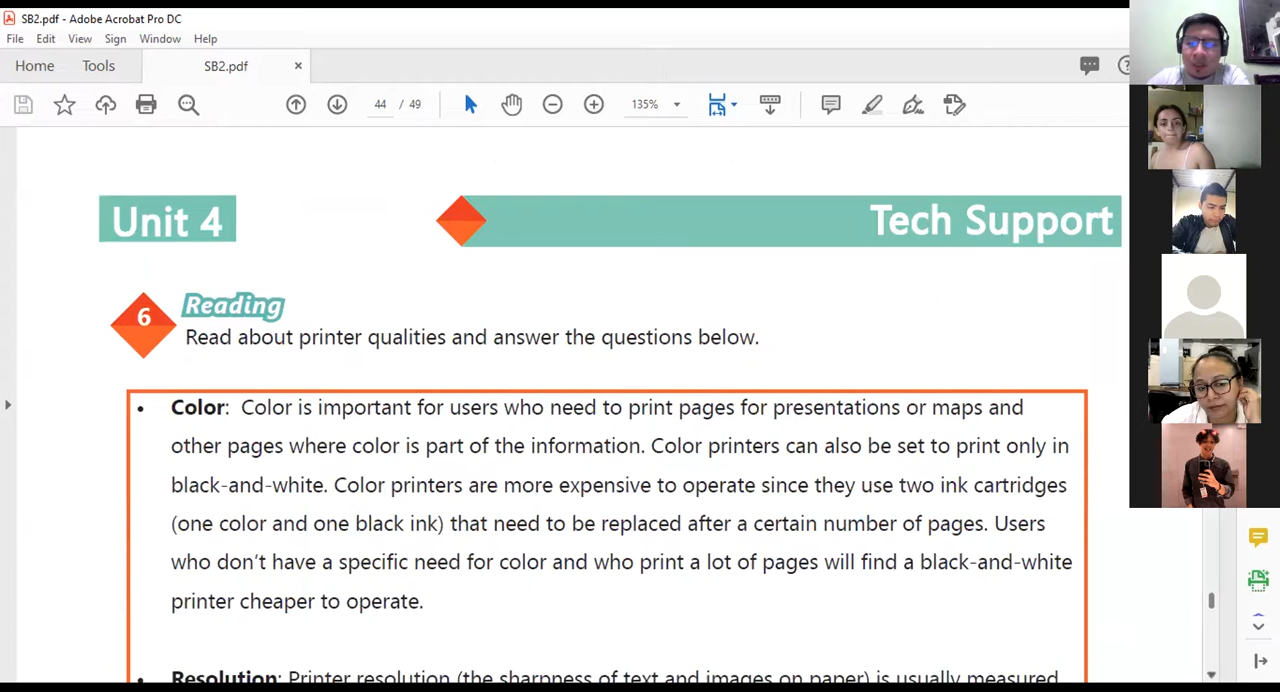 SB2.pdf - Adobe Acrobat Pro DC
File Edit View Sign Window Help
Home Tools SB2.pdf ×
44 / 49 135%
Unit 4 Tech Support
6 Reading
Read about printer qualities and answer the questions below.
• Color: Color is important for users who need to print pages for presentations or maps and
other pages where color is part of the information. Color printers can also be set to print only in
black-and-white. Color printers are more expensive to operate since they use two ink cartridges
(one color and one black ink) that need to be replaced after a certain number of pages. Users
who don't have a specific need for color and who print a lot of pages will find a black-and-white
printer cheaper to operate.
• Resolution: Printer resolution (the sharpness of text and images on paper) is usually measured